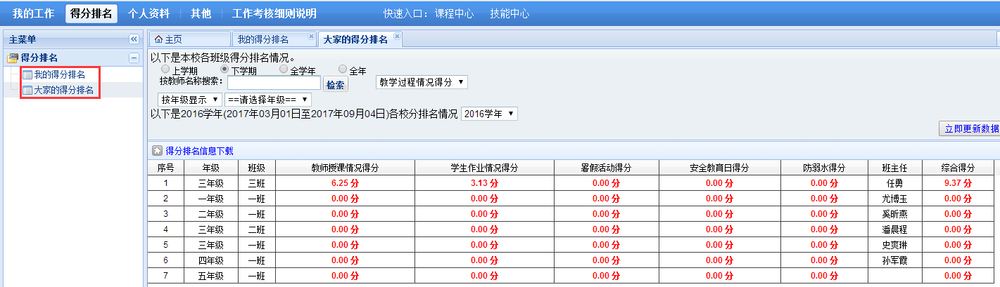 我的工作 得分排名 个人资料 其他 工作考核细则说明 快速入口: 课程中心 技能中心
主菜单
得分排名
我的得分排名
大家的得分排名
主页 我的得分排名 大家的得分排名
以下是本校各班级得分排名情况。
上学期 下学期 全学年 全年
按教师名称搜索: 检索 教学过程情况得分
按年级显示 ==请选择年级==
以下是2016学年(2017年03月01日至2017年09月04日)各校分排名情况 2016学年
立即更新数据
得分排名信息下载
序号 年级 班级 教师授课情况得分 学生作业情况得分 暑假活动得分 安全教育日得分 防溺水得分 班主任 综合得分
1 三年级 三班 6.25 分 3.13 分 0.00 分 0.00 分 0.00 分 任勇 9.37 分
2 一年级 一班 0.00 分 0.00 分 0.00 分 0.00 分 0.00 分 尤博玉 0.00 分
3 二年级 一班 0.00 分 0.00 分 0.00 分 0.00 分 0.00 分 奚昕燕 0.00 分
4 三年级 二班 0.00 分 0.00 分 0.00 分 0.00 分 0.00 分 潘晨程 0.00 分
5 三年级 一班 0.00 分 0.00 分 0.00 分 0.00 分 0.00 分 史爽琳 0.00 分
6 四年级 一班 0.00 分 0.00 分 0.00 分 0.00 分 0.00 分 孙军霞 0.00 分
7 五年级 一班 0.00 分 0.00 分 0.00 分 0.00 分 0.00 分 0.00 分